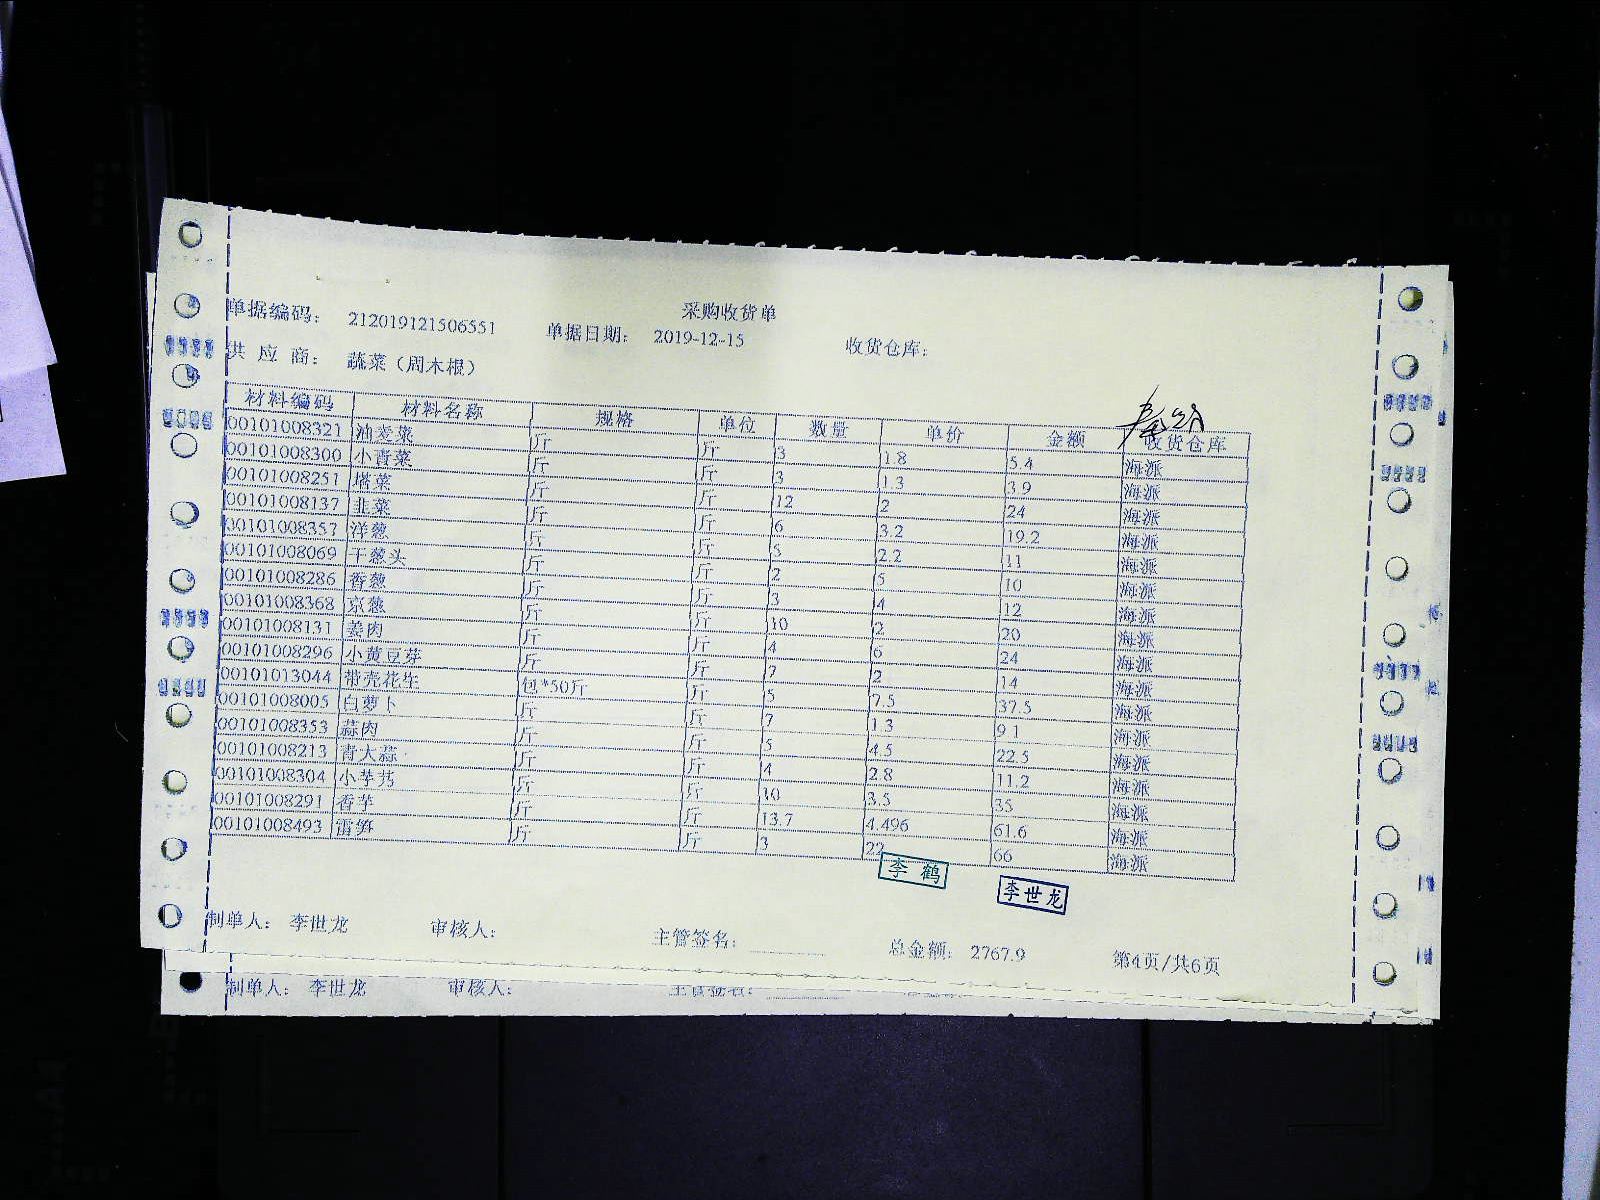 采购收货单
单据编码: 212019121506551 单据日期: 2019-12-15 收货仓库:
供 应 商: 蔬菜（周木根）
材料编码 材料名称 规格 单位 数量 单价 金额 收货仓库
00101008321 油麦菜 斤 斤 3 1.8 5.4 海派
00101008300 小青菜 斤 斤 3 1.3 3.9 海派
00101008251 塔菜 斤 斤 12 2 24 海派
00101008137 韭菜 斤 斤 6 3.2 19.2 海派
00101008357 洋葱 斤 斤 5 2.2 11 海派
00101008069 干葱头 斤 斤 2 5 10 海派
00101008286 香葱 斤 斤 3 4 12 海派
00101008368 京葱 斤 斤 10 2 20 海派
00101008131 姜肉 斤 斤 4 6 24 海派
00101008296 小黄豆芽 斤 斤 7 2 14 海派
00101013044 带壳花生 包*50斤 斤 5 7.5 37.5 海派
00101008005 白萝卜 斤 斤 7 1.3 9.1 海派
00101008353 蒜肉 斤 斤 5 4.5 22.5 海派
00101008213 青大蒜 斤 斤 4 2.8 11.2 海派
00101008304 小芋艿 斤 斤 10 3.5 35 海派
00101008291 香芋 斤 斤 13.7 4.496 61.6 海派
00101008493 雷笋 斤 斤 3 22 66 海派
李鹤
李世龙
制单人: 李世龙 审核人: 主管签名: 总金额: 2767.9 第4页/共6页
制单人: 李世龙 审核人: 主管签名: